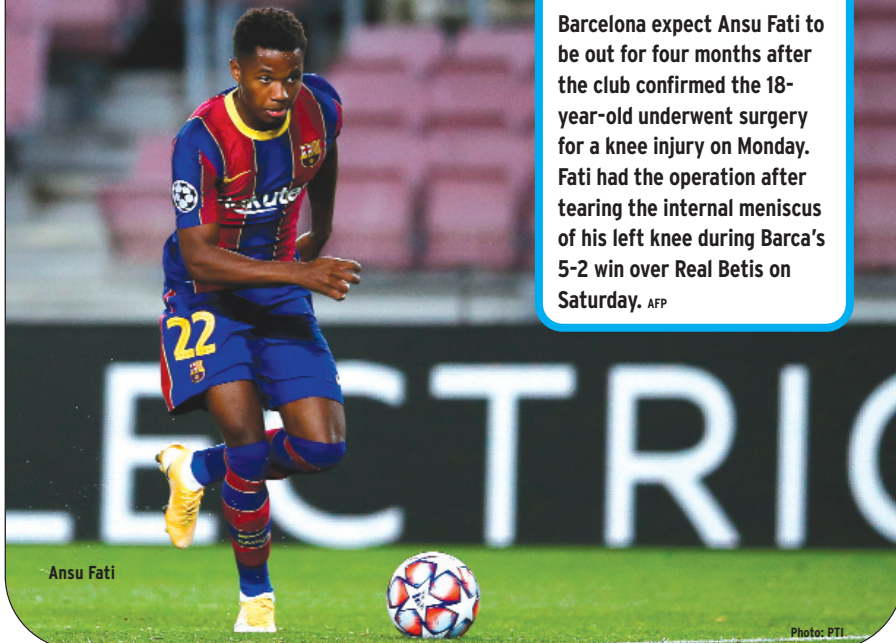 Barcelona expect Ansu Fati to
be out for four months after
the club confirmed the 18-
year-old underwent surgery
for a knee injury on Monday.
Fati had the operation after
tearing the internal meniscus
of his left knee during Barca's
5-2 win over Real Betis on
Saturday. AFP
Rakuten
22
LECTRIC
Ansu Fati
Photo: PTI